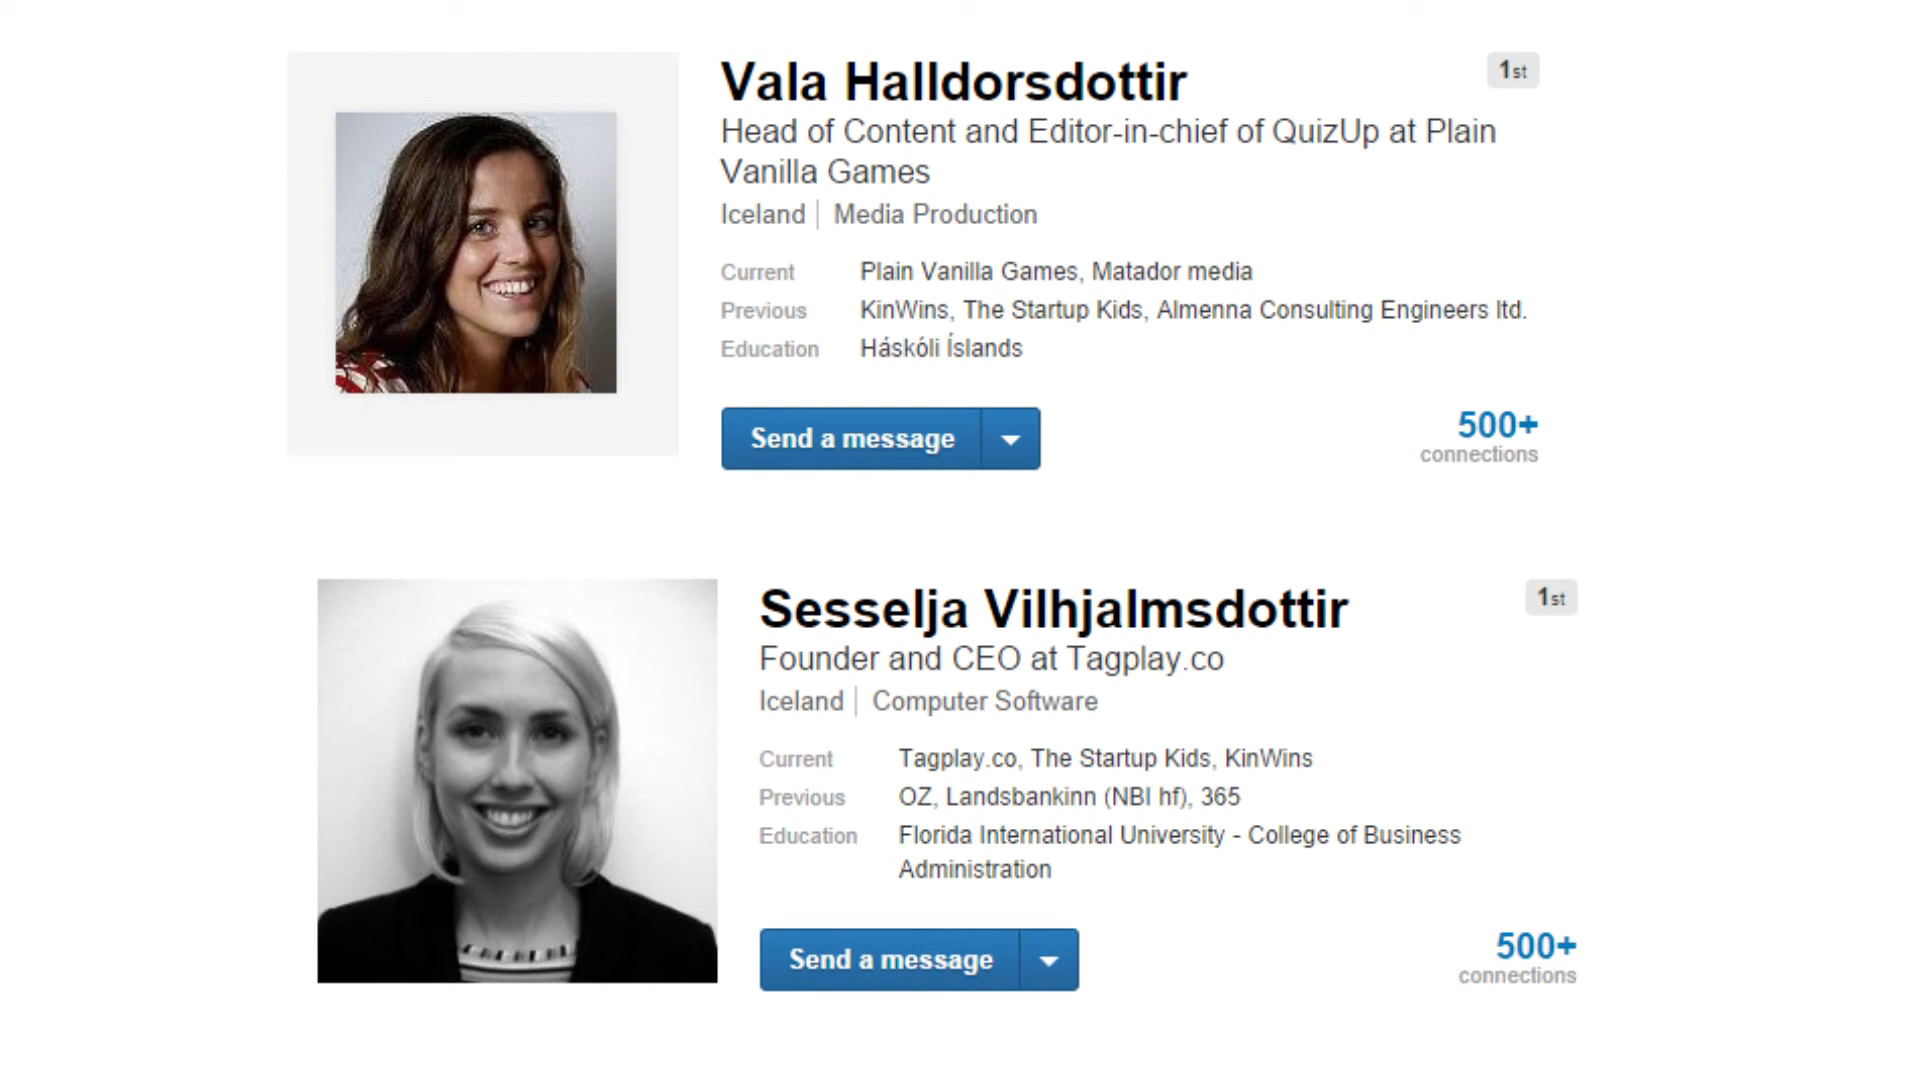 Vala Halldorsdottir
1st
Head of Content and Editor-in-chief of QuizUp at Plain
Vanilla Games
Iceland | Media Production
Current Plain Vanilla Games, Matador media
Previous KinWins, The Startup Kids, Almenna Consulting Engineers ltd.
Education Háskóli Íslands
Send a message
500+
connections
Sesselja Vilhjalmsdottir
1st
Founder and CEO at Tagplay.co
Iceland | Computer Software
Current Tagplay.co, The Startup Kids, KinWins
Previous OZ, Landsbankinn (NBI hf), 365
Education Florida International University - College of Business
Administration
Send a message
500+
connections